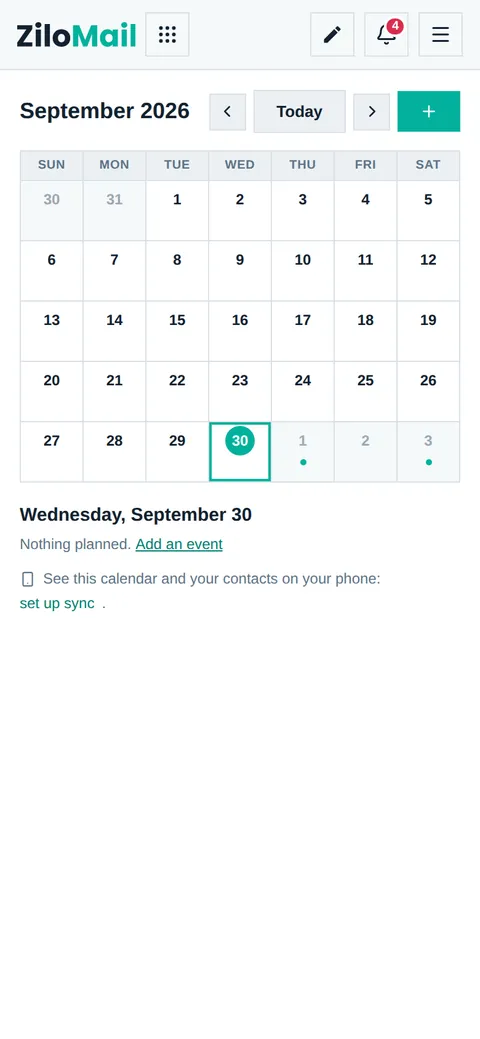 ZiloMail
4
September 2026
Today
SUN MON TUE WED THU FRI SAT
30 31 1 2 3 4 5
6 7 8 9 10 11 12
13 14 15 16 17 18 19
20 21 22 23 24 25 26
27 28 29 30 1 2 3
Wednesday, September 30
Nothing planned. Add an event
See this calendar and your contacts on your phone:
set up sync .